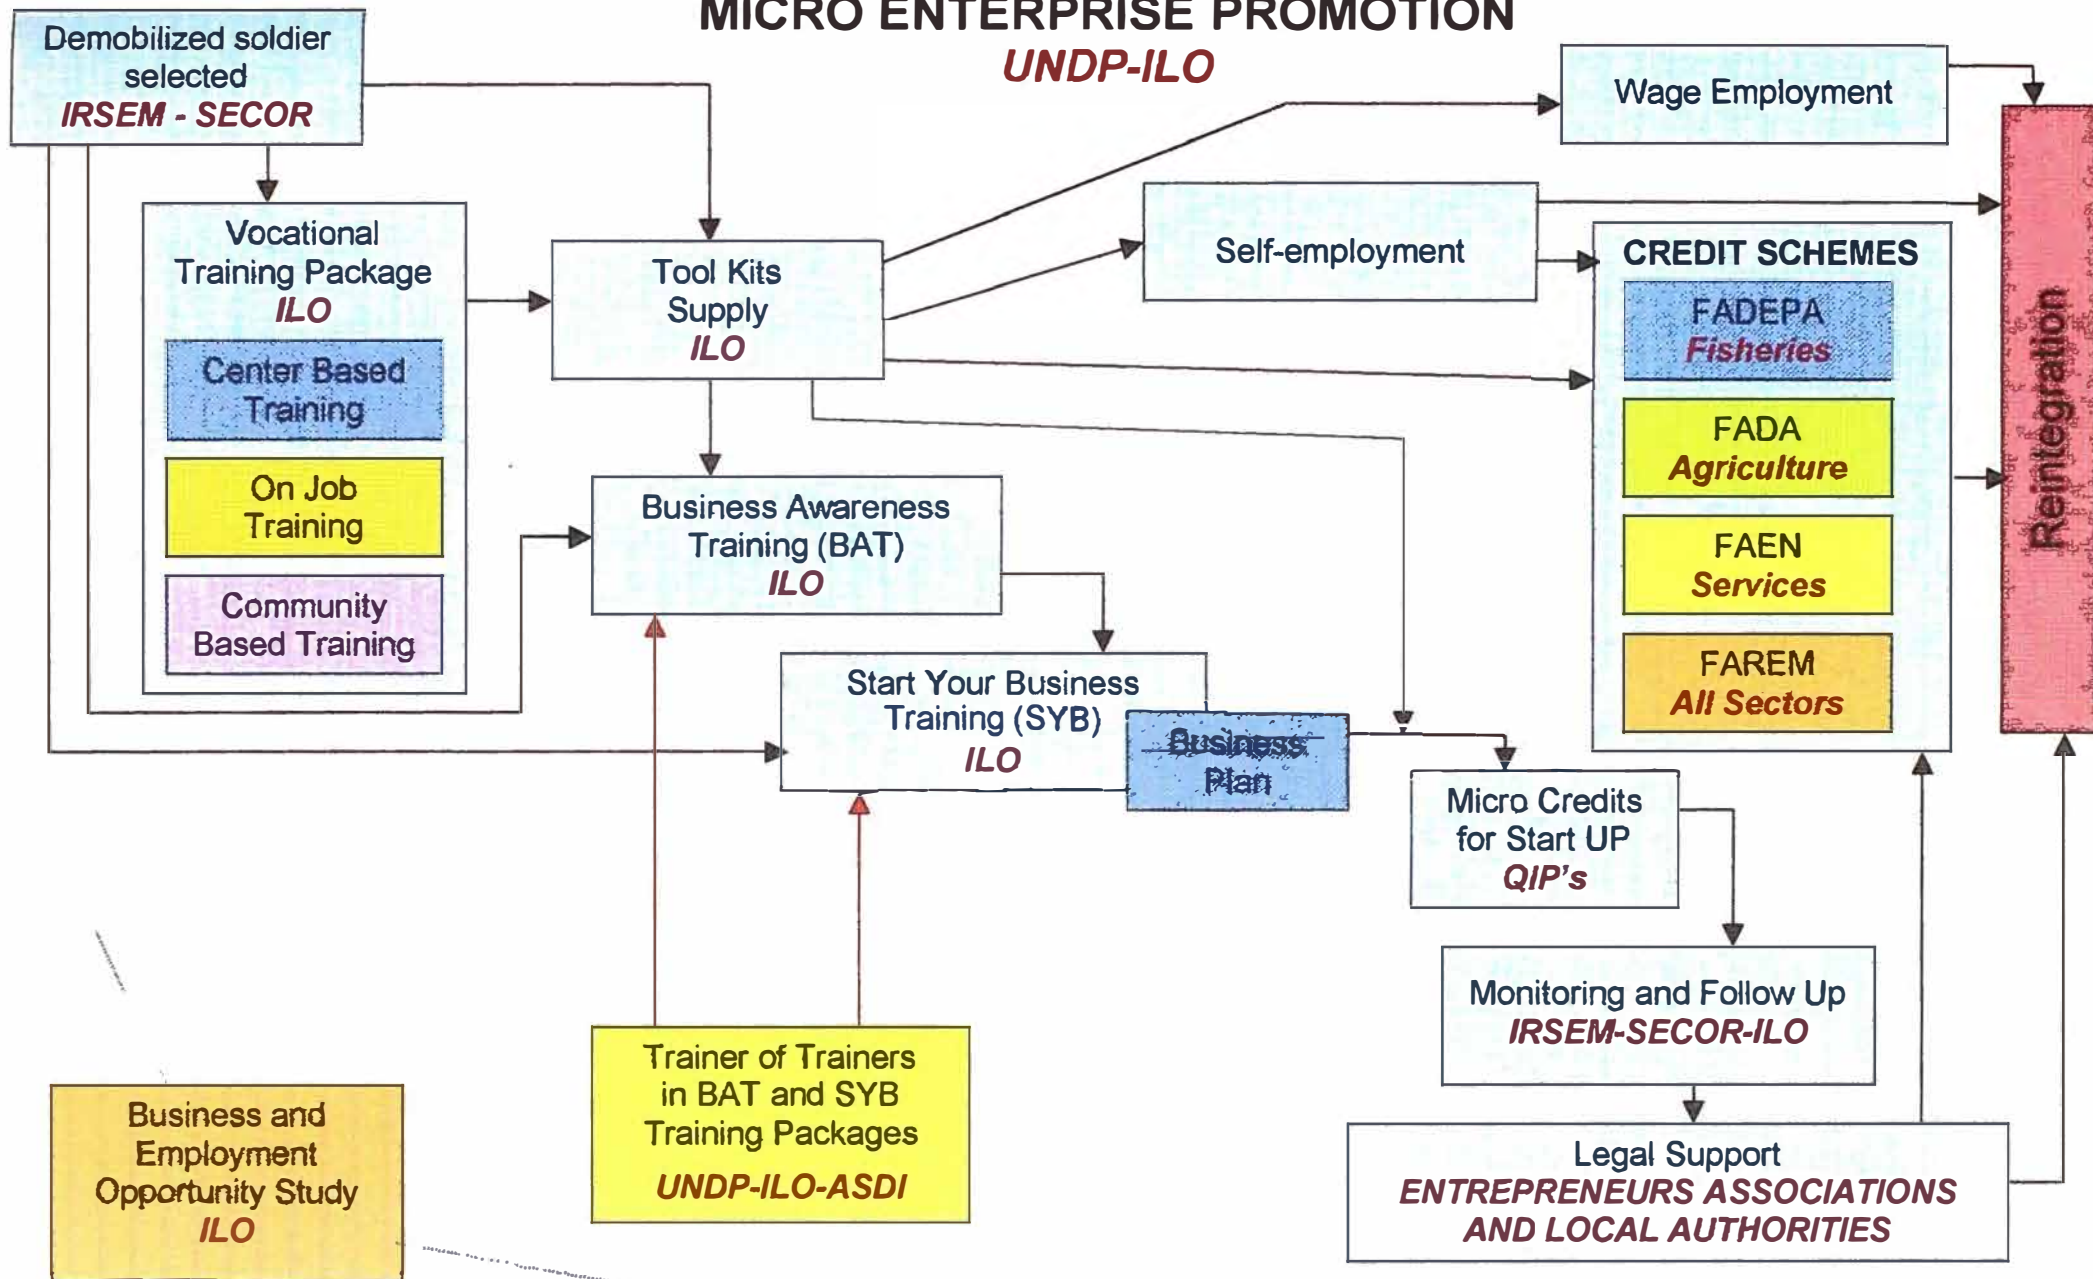 MICRO ENTERPRISE PROMOTION
UNDP-ILO
Demobilized soldier
selected
IRSEM - SECOR
Vocational
Training Package
ILO
Center Based
Training
On Job
Training
Community
Based Training
Tool Kits
Supply
ILO
Wage Employment
Self-employment
CREDIT SCHEMES
FADEPA
Fisheries
FADA
Agriculture
FAEN
Services
FAREM
All Sectors
Reintegration
Business Awareness
Training (BAT)
ILO
Start Your Business
Training (SYB)
ILO
Business
Plan
Micro Credits
for Start UP
QIP's
Monitoring and Follow Up
IRSEM-SECOR-ILO
Legal Support
ENTREPRENEURS ASSOCIATIONS
AND LOCAL AUTHORITIES
Trainer of Trainers
in BAT and SYB
Training Packages
UNDP-ILO-ASDI
Business and
Employment
Opportunity Study
ILO